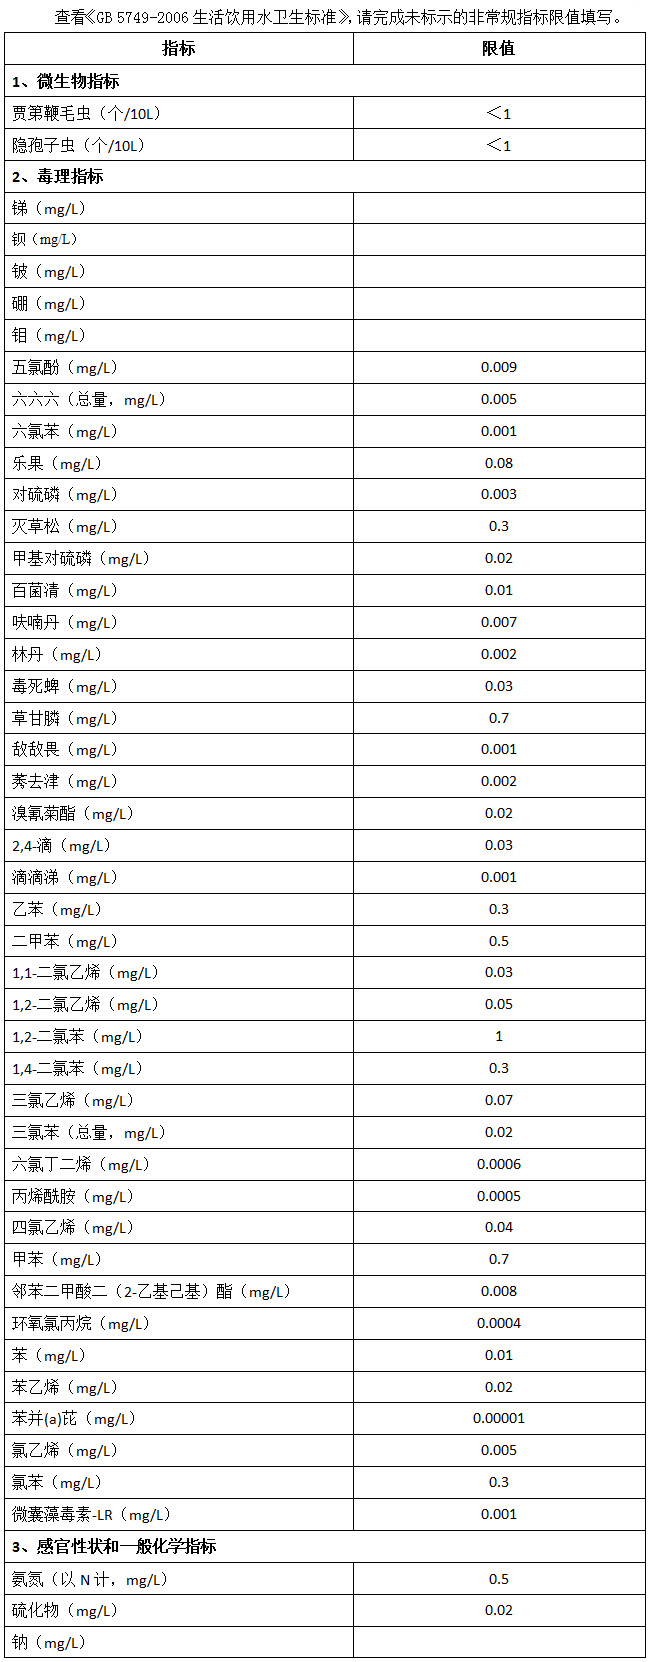 查看《GB 5749-2006 生活饮用水卫生标准》，请完成未标示的非常规指标限值填写。
指标 限值
1、微生物指标
贾第鞭毛虫（个/10L） ＜1
隐孢子虫（个/10L） ＜1
2、毒理指标
锑（mg/L）
钡（mg/L）
铍（mg/L）
硼（mg/L）
钼（mg/L）
五氯酚（mg/L） 0.009
六六六（总量，mg/L） 0.005
六氯苯（mg/L） 0.001
乐果（mg/L） 0.08
对硫磷（mg/L） 0.003
灭草松（mg/L） 0.3
甲基对硫磷（mg/L） 0.02
百菌清（mg/L） 0.01
呋喃丹（mg/L） 0.007
林丹（mg/L） 0.002
毒死蜱（mg/L） 0.03
草甘膦（mg/L） 0.7
敌敌畏（mg/L） 0.001
莠去津（mg/L） 0.002
溴氰菊酯（mg/L） 0.02
2,4-滴（mg/L） 0.03
滴滴涕（mg/L） 0.001
乙苯（mg/L） 0.3
二甲苯（mg/L） 0.5
1,1-二氯乙烯（mg/L） 0.03
1,2-二氯乙烯（mg/L） 0.05
1,2-二氯苯（mg/L） 1
1,4-二氯苯（mg/L） 0.3
三氯乙烯（mg/L） 0.07
三氯苯（总量，mg/L） 0.02
六氯丁二烯（mg/L） 0.0006
丙烯酰胺（mg/L） 0.0005
四氯乙烯（mg/L） 0.04
甲苯（mg/L） 0.7
邻苯二甲酸二（2-乙基己基）酯（mg/L） 0.008
环氧氯丙烷（mg/L） 0.0004
苯（mg/L） 0.01
苯乙烯（mg/L） 0.02
苯并(a)芘（mg/L） 0.00001
氯乙烯（mg/L） 0.005
氯苯（mg/L） 0.3
微囊藻毒素-LR（mg/L） 0.001
3、感官性状和一般化学指标
氨氮（以 N 计，mg/L） 0.5
硫化物（mg/L） 0.02
钠（mg/L）